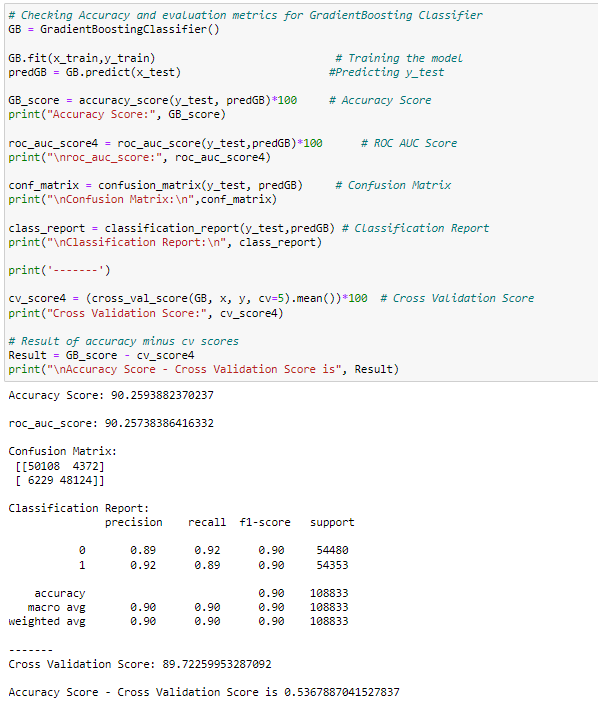 # Checking Accuracy and evaluation metrics for GradientBoosting Classifier
GB = GradientBoostingClassifier()
GB.fit(x_train,y_train) # Training the model
predGB = GB.predict(x_test) #Predicting y_test
GB_score = accuracy_score(y_test, predGB)*100 # Accuracy Score
print("Accuracy Score:", GB_score)
roc_auc_score4 = roc_auc_score(y_test,predGB)*100 # ROC AUC Score
print("\nroc_auc_score:", roc_auc_score4)
conf_matrix = confusion_matrix(y_test, predGB) # Confusion Matrix
print("\nConfusion Matrix:\n",conf_matrix)
class_report = classification_report(y_test,predGB) # Classification Report
print("\nClassification Report:\n", class_report)
print('-------')
cv_score4 = (cross_val_score(GB, x, y, cv=5).mean())*100 # Cross Validation Score
print("Cross Validation Score:", cv_score4)
# Result of accuracy minus cv scores
Result = GB_score - cv_score4
print("\nAccuracy Score - Cross Validation Score is", Result)
Accuracy Score: 90.2593882370237
roc_auc_score: 90.25738386416332
Confusion Matrix:
[[50108 4372]
[ 6229 48124]]
Classification Report:
precision recall f1-score support
0 0.89 0.92 0.90 54480
1 0.92 0.89 0.90 54353
accuracy 0.90 108833
macro avg 0.90 0.90 0.90 108833
weighted avg 0.90 0.90 0.90 108833
-------
Cross Validation Score: 89.72259953287092
Accuracy Score - Cross Validation Score is 0.5367887041527837